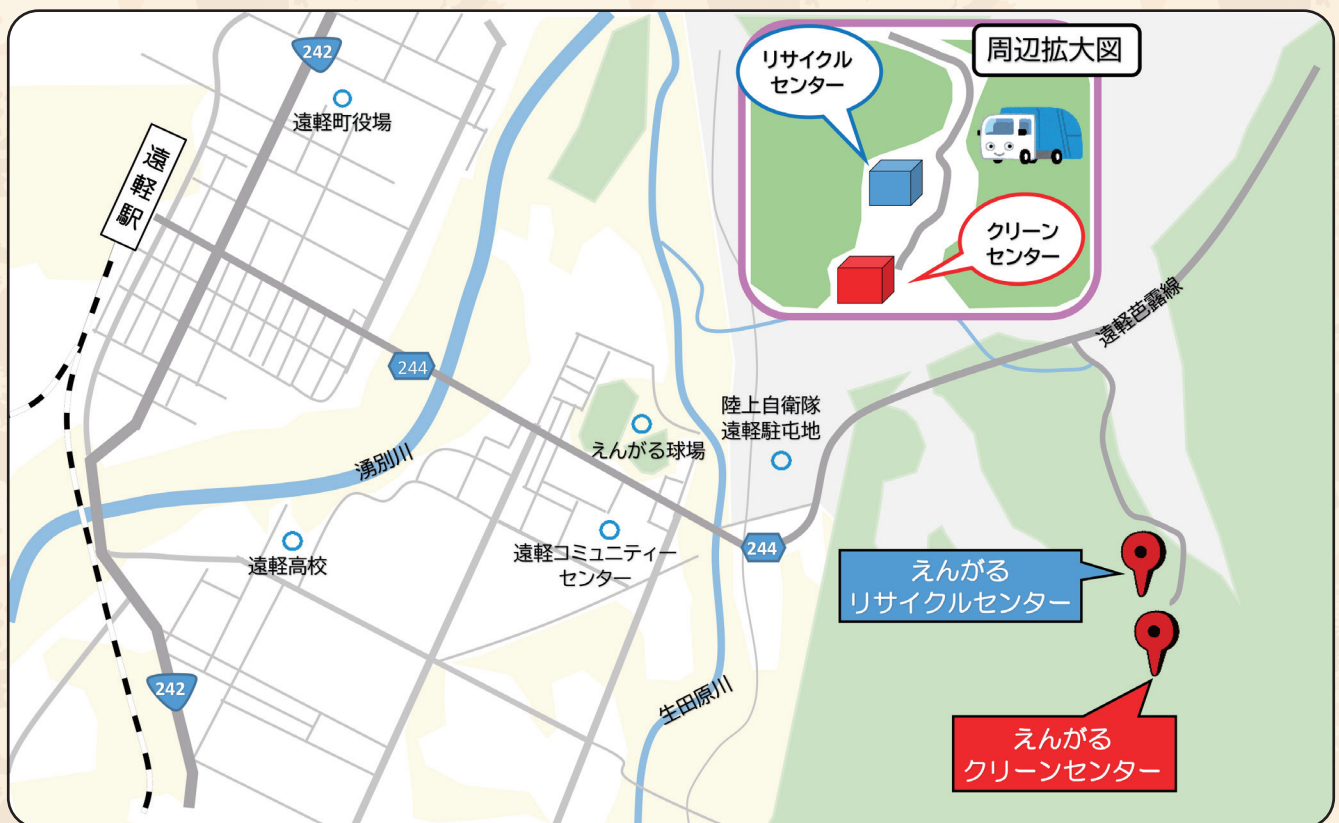 242
遠軽町役場
遠軽駅
リサイクル
センター
周辺拡大図
クリーン
センター
遠軽芭露線
244
えんがる球場
陸上自衛隊
遠軽駐屯地
湧別川
遠軽高校
遠軽コミュニティー
センター
244
えんがる
リサイクルセンター
242
生田原川
えんがる
クリーンセンター